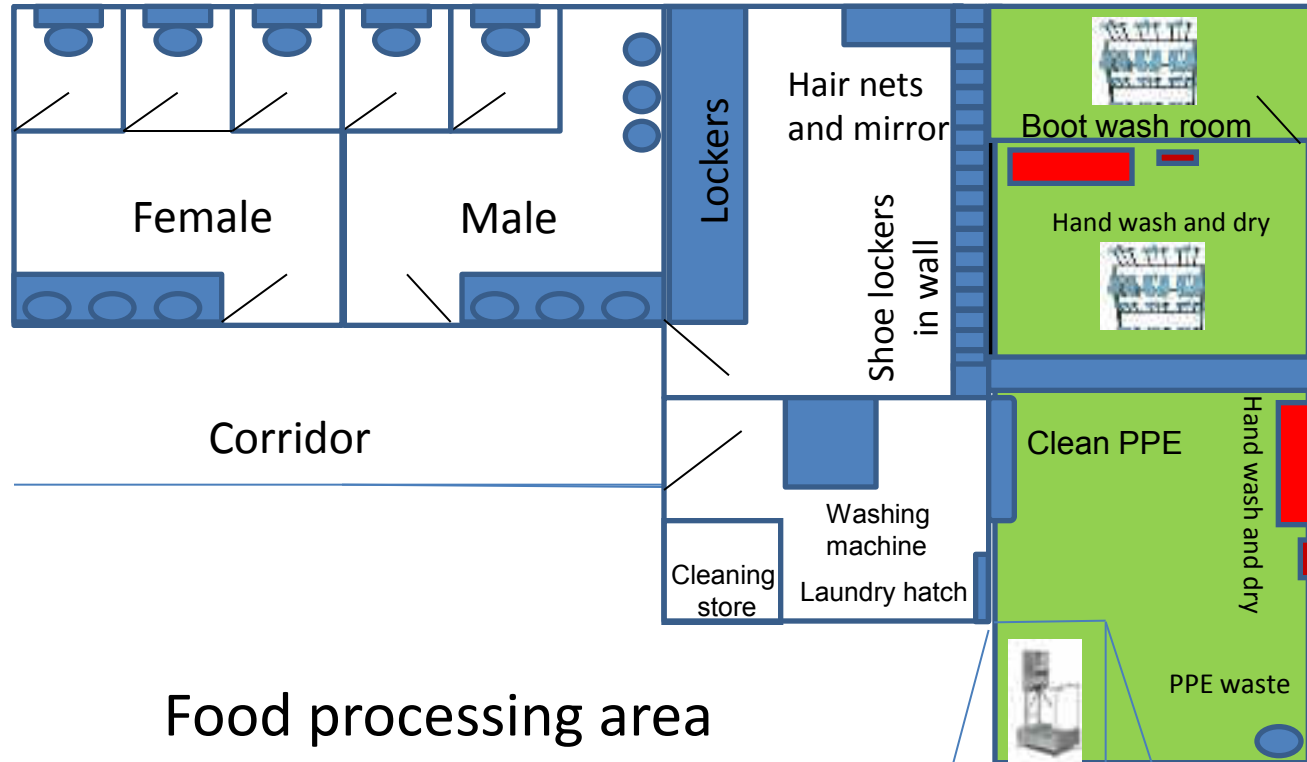 Female
Male
Lockers
Hair nets
and mirror
Shoe lockers
in wall
Boot wash room
Hand wash and dry
Corridor
Washing
machine
Cleaning
store
Laundry hatch
Clean PPE
Hand wash and dry
PPE waste
Food processing area